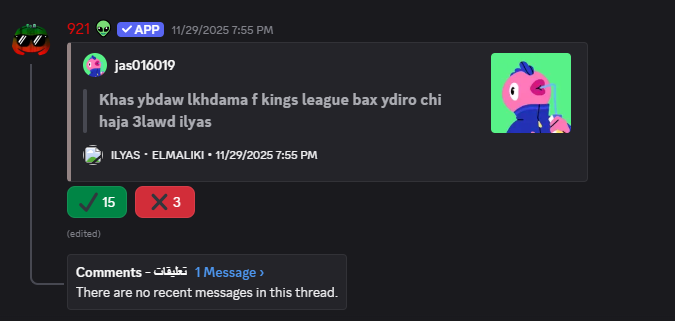 921 👽 ✓ APP 11/29/2025 7:55 PM
jas016019
Khas ybdaw lkhdama f kings league bax ydiro chi
haja 3lawd ilyas
ILYAS · ELMALIKI • 11/29/2025 7:55 PM
15 3
(edited)
Comments - تعليقات 1 Message ›
There are no recent messages in this thread.